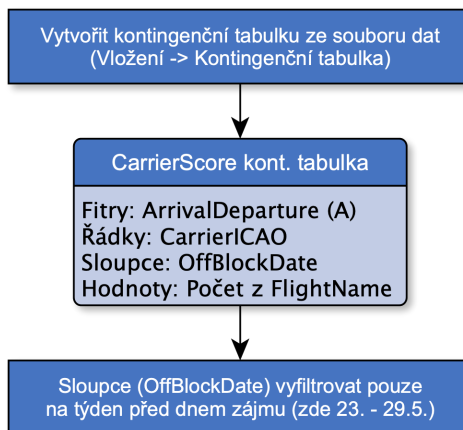 Vytvořit kontingenční tabulku ze souboru dat
(Vložení -> Kontingenční tabulka)
CarrierScore kont. tabulka
Fitry: ArrivalDeparture (A)
Řádky: CarrierICAO
Sloupce: OffBlockDate
Hodnoty: Počet z FlightName
Sloupce (OffBlockDate) vyfiltrovat pouze
na týden před dnem zájmu (zde 23. - 29.5.)